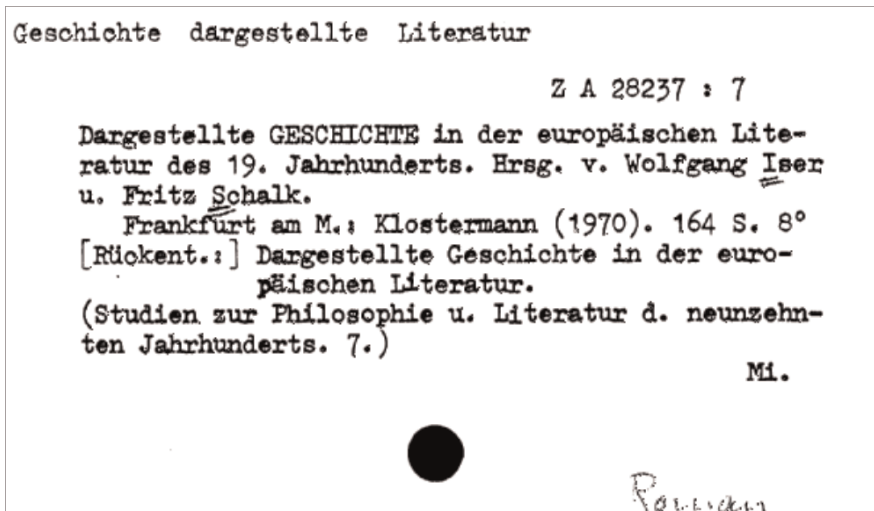 Geschichte dargestellte Literatur
Z A 28237 : 7
Dargestellte GESCHICHTE in der europäischen Lite-
ratur des 19. Jahrhunderts. Hrsg. v. Wolfgang Iser
u. Fritz Schalk.
Frankfurt am M.: Klostermann (1970). 164 S. 8°
[Rückent.:] Dargestellte Geschichte in der euro-
päischen Literatur.
(Studien zur Philosophie u. Literatur d. neunzehn-
ten Jahrhunderts. 7.)
Mi.